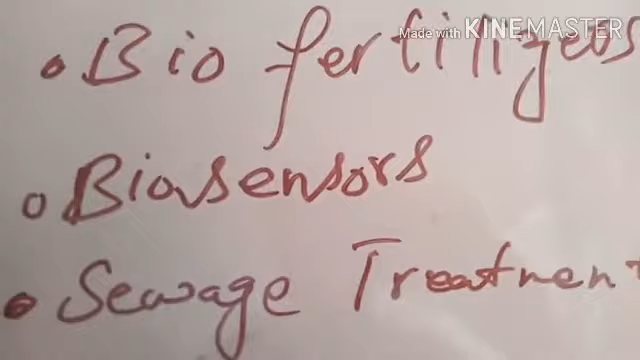 Made with KINEMASTER
• Bio fertilizers
• Biosensors
• Sewage Treatment